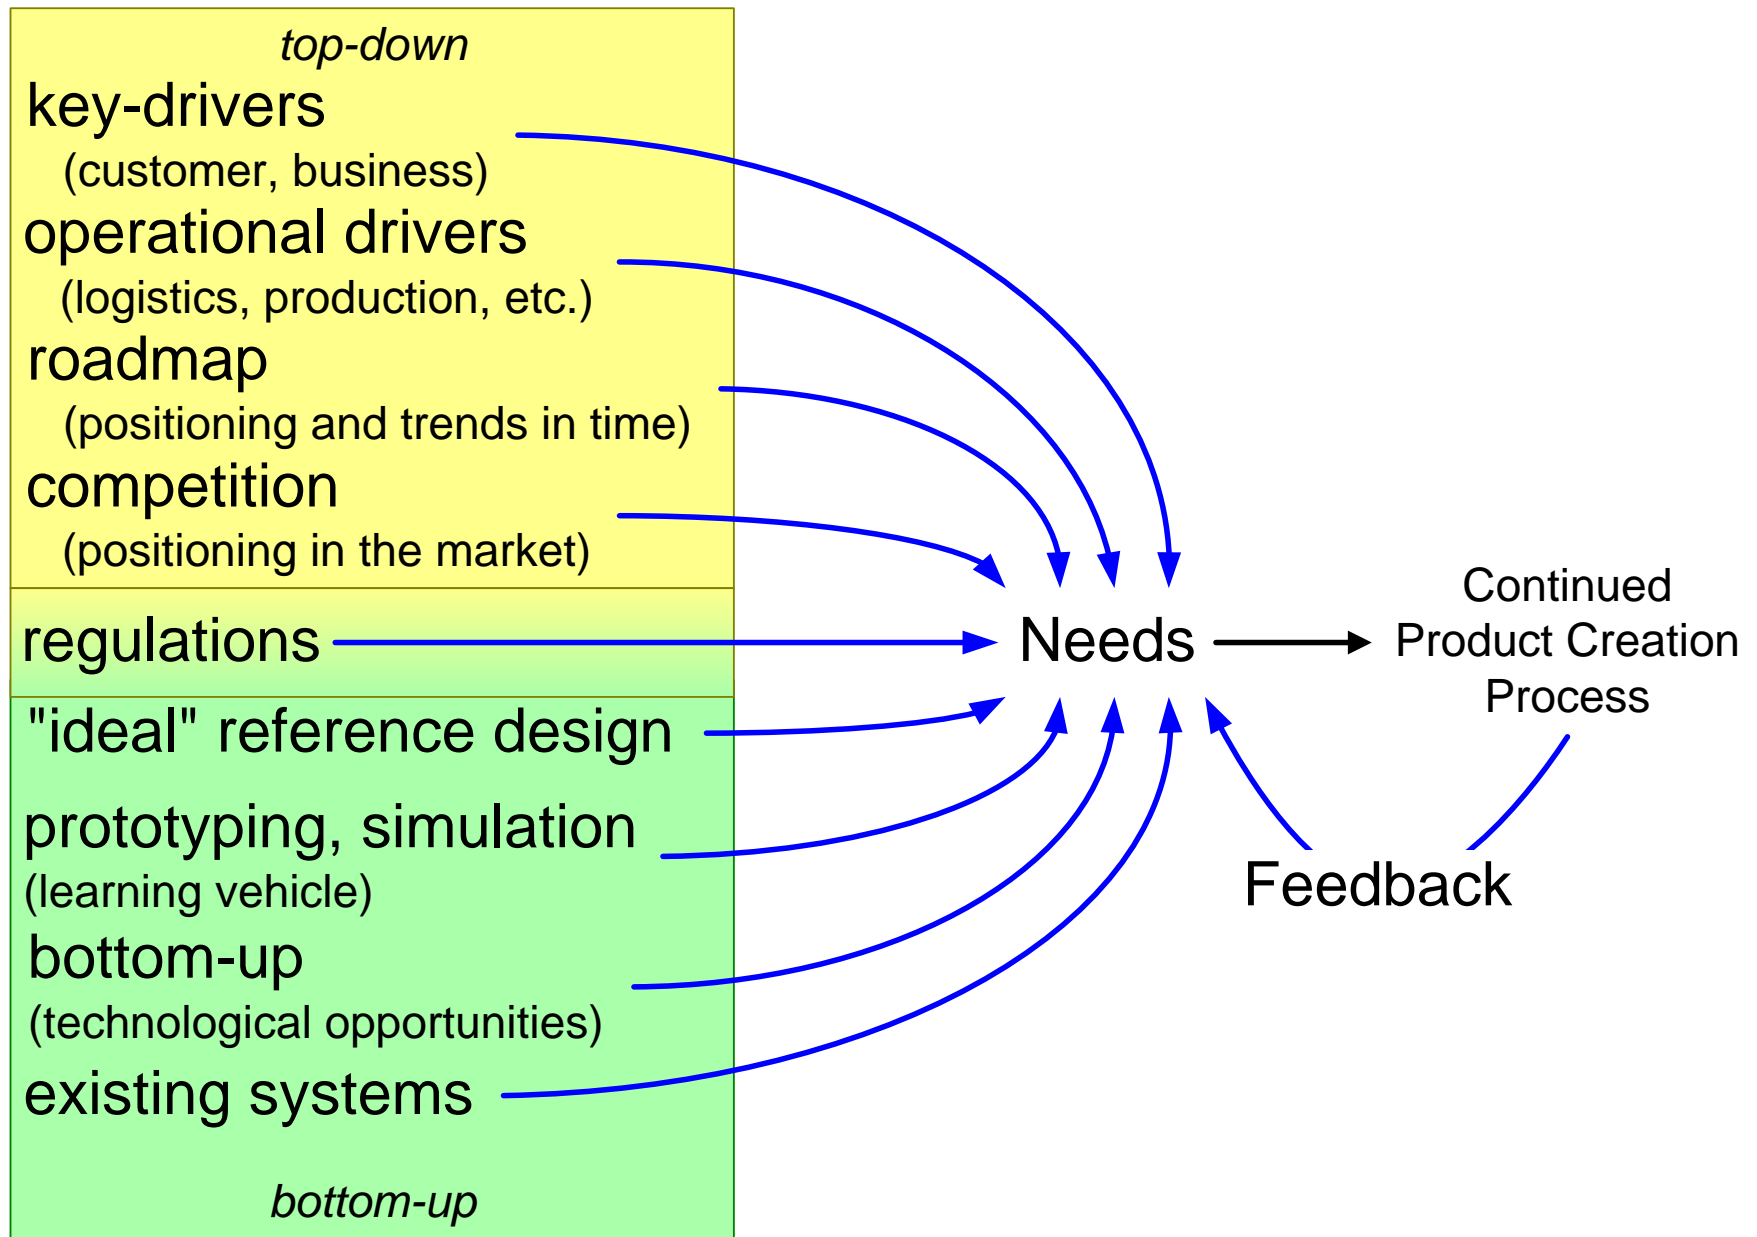 top-down
key-drivers
(customer, business)
operational drivers
(logistics, production, etc.)
roadmap
(positioning and trends in time)
competition
(positioning in the market)
regulations
"ideal" reference design
prototyping, simulation
(learning vehicle)
bottom-up
(technological opportunities)
existing systems
bottom-up
Needs
Continued
Product Creation
Process
Feedback